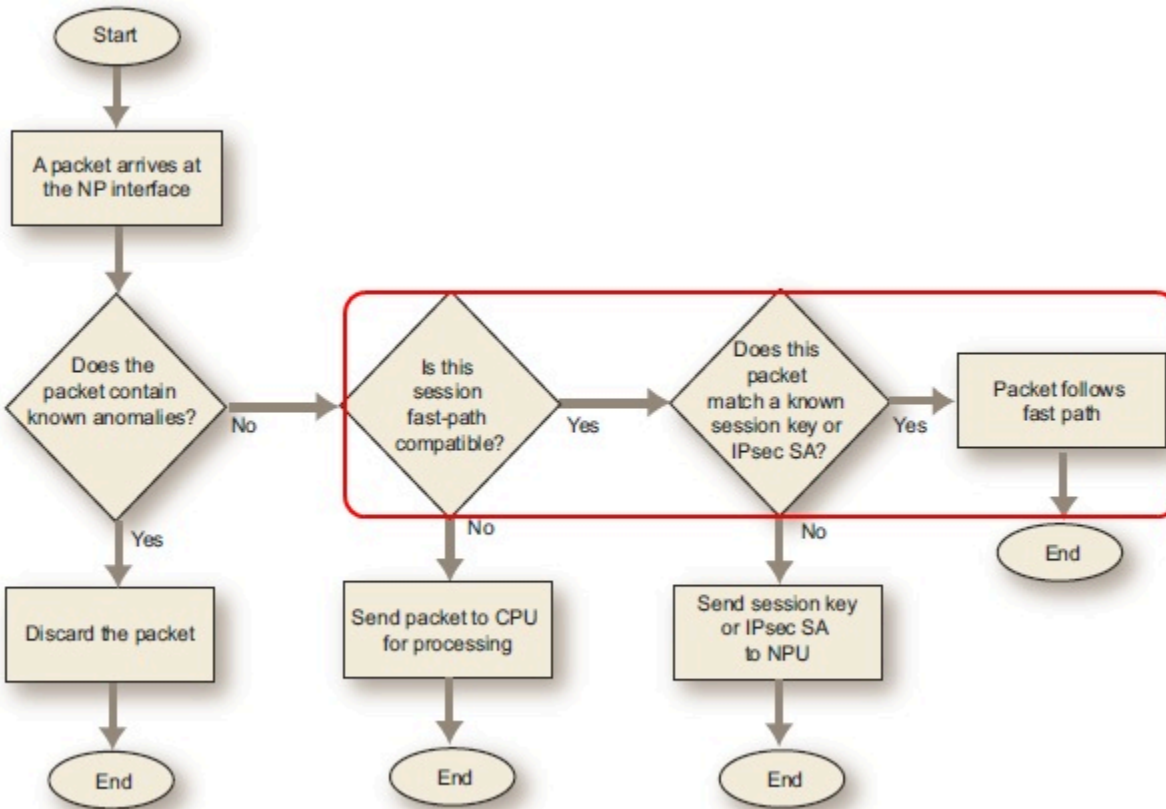 Start
A packet arrives at
the NP interface
Does the
packet contain
known anomalies?
No
Yes
Discard the packet
End
Is this
session
fast-path
compatible?
Yes
No
Send packet to CPU
for processing
End
Does this
packet
match a known
session key or
IPsec SA?
Yes
No
Send session key
or IPsec SA
to NPU
End
Packet follows
fast path
End